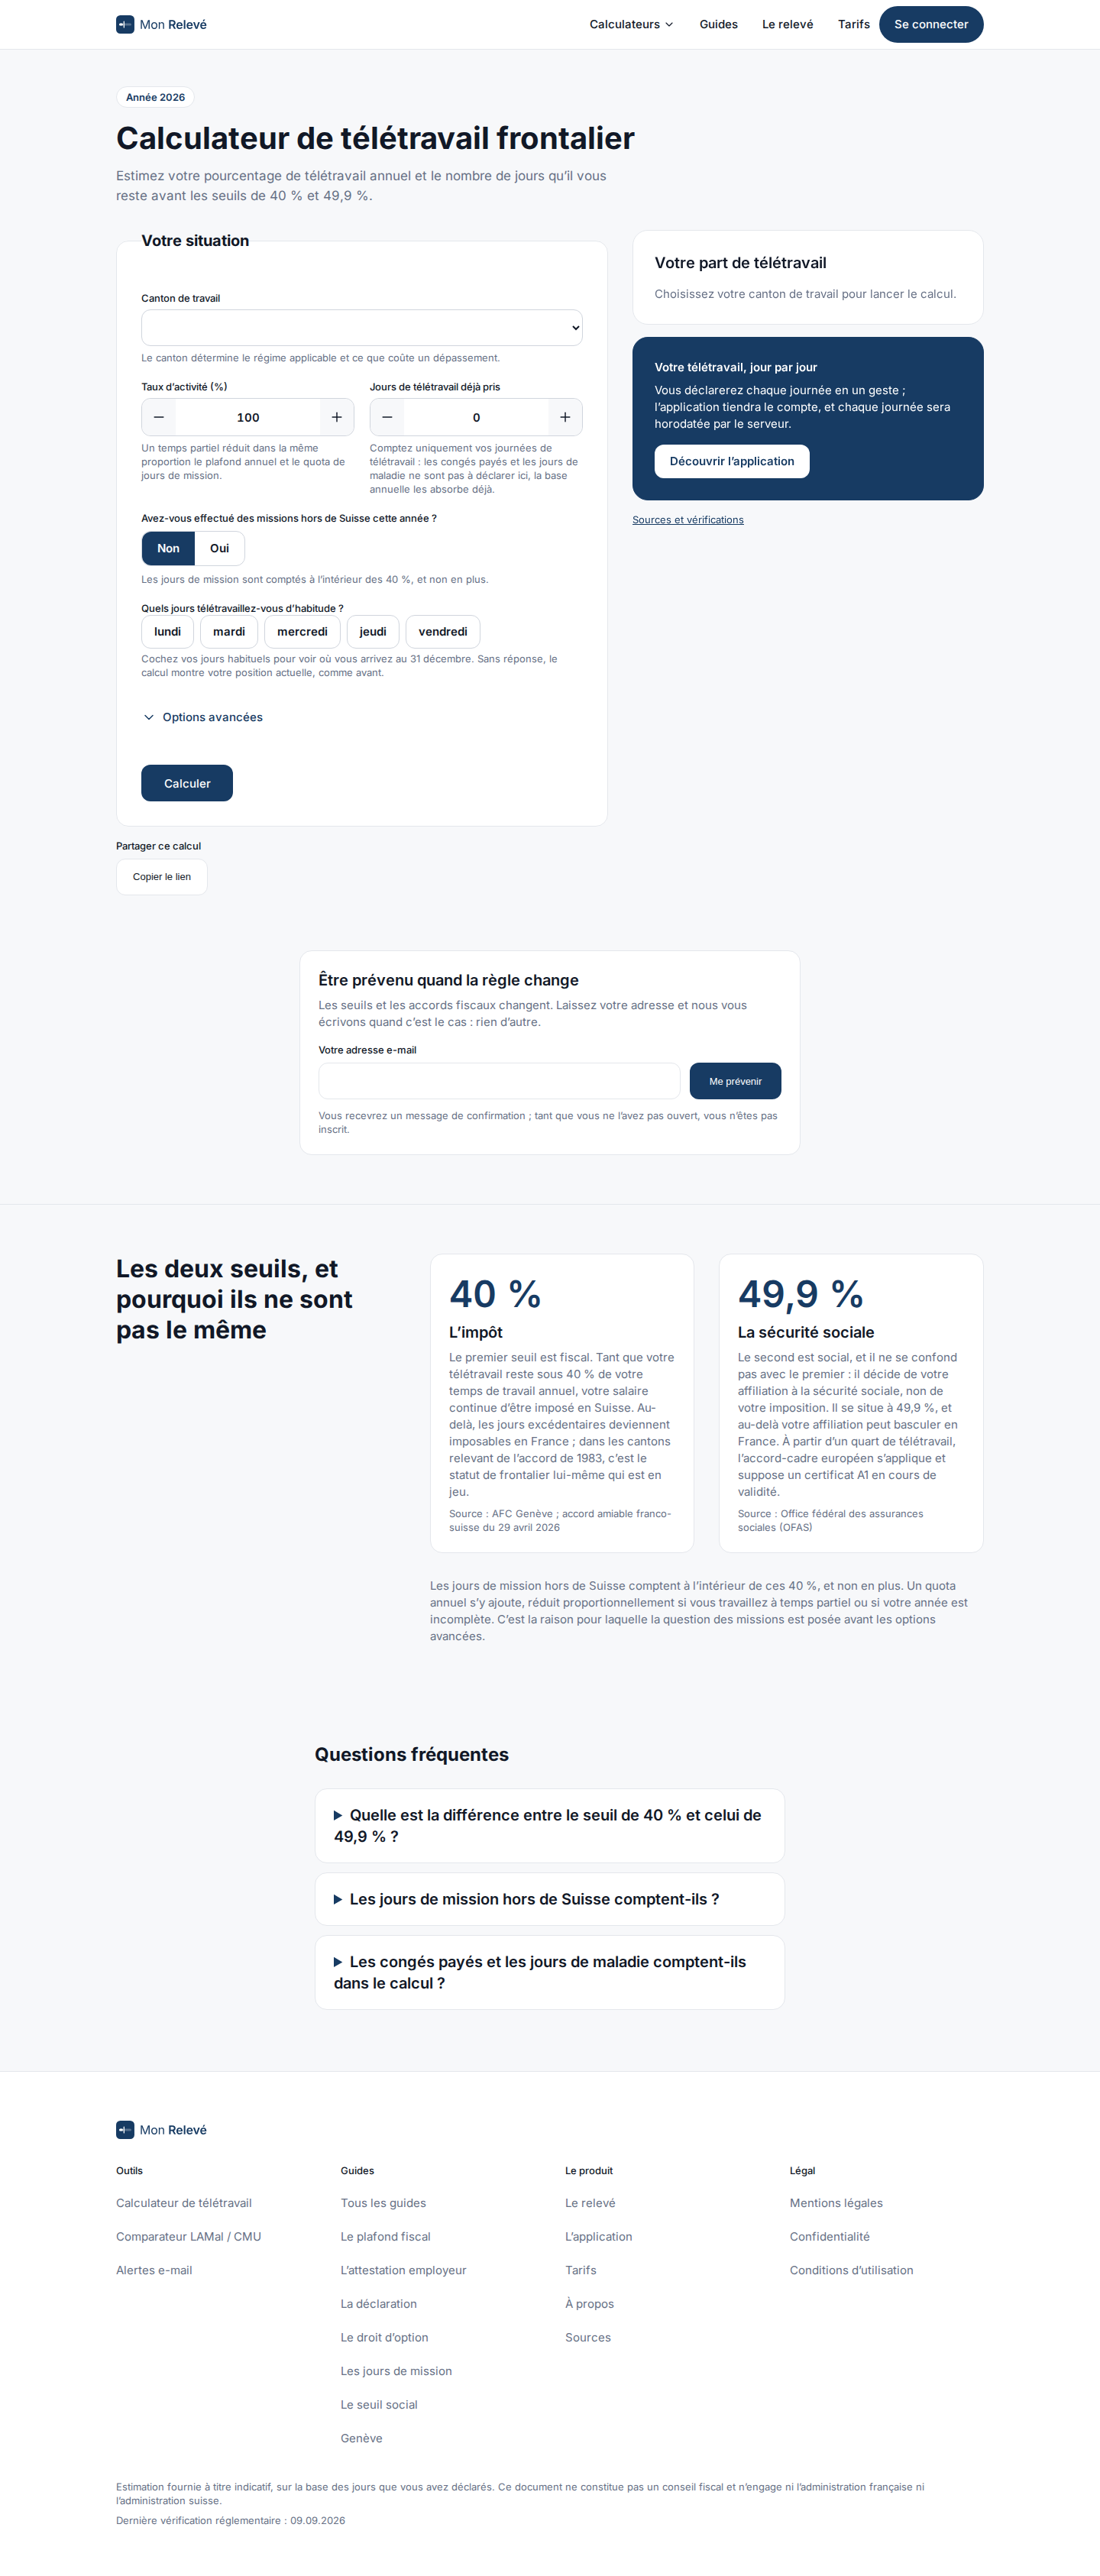 Mon Relevé
Calculateurs
Guides
Le relevé
Tarifs
Se connecter
Année 2026
Calculateur de télétravail frontalier
Estimez votre pourcentage de télétravail annuel et le nombre de jours qu’il vous
reste avant les seuils de 40 % et 49,9 %.
Votre situation
Canton de travail
Le canton détermine le régime applicable et ce que coûte un dépassement.
Taux d’activité (%)
− 100 +
Un temps partiel réduit dans la même
proportion le plafond annuel et le quota de
jours de mission.
Jours de télétravail déjà pris
− 0 +
Comptez uniquement vos journées de
télétravail : les congés payés et les jours de
maladie ne sont pas à déclarer ici, la base
annuelle les absorbe déjà.
Avez-vous effectué des missions hors de Suisse cette année ?
Non
Oui
Les jours de mission sont comptés à l’intérieur des 40 %, et non en plus.
Quels jours télétravaillez-vous d’habitude ?
lundi
mardi
mercredi
jeudi
vendredi
Cochez vos jours habituels pour voir où vous arrivez au 31 décembre. Sans réponse, le
calcul montre votre position actuelle, comme avant.
Options avancées
Calculer
Partager ce calcul
Copier le lien
Votre part de télétravail
Choisissez votre canton de travail pour lancer le calcul.
Votre télétravail, jour par jour
Vous déclarerez chaque journée en un geste ;
l’application tiendra le compte, et chaque journée sera
horodatée par le serveur.
Découvrir l’application
Sources et vérifications
Être prévenu quand la règle change
Les seuils et les accords fiscaux changent. Laissez votre adresse et nous vous
écrivons quand c’est le cas : rien d’autre.
Votre adresse e-mail
Me prévenir
Vous recevrez un message de confirmation ; tant que vous ne l’avez pas ouvert, vous n’êtes pas
inscrit.
Les deux seuils, et
pourquoi ils ne sont
pas le même
40 %
L’impôt
Le premier seuil est fiscal. Tant que votre
télétravail reste sous 40 % de votre
temps de travail annuel, votre salaire
continue d’être imposé en Suisse. Au-
delà, les jours excédentaires deviennent
imposables en France ; dans les cantons
relevant de l’accord de 1983, c’est le
statut de frontalier lui-même qui est en
jeu.
Source : AFC Genève ; accord amiable franco-
suisse du 29 avril 2026
49,9 %
La sécurité sociale
Le second est social, et il ne se confond
pas avec le premier : il décide de votre
affiliation à la sécurité sociale, non de
votre imposition. Il se situe à 49,9 %, et
au-delà votre affiliation peut basculer en
France. À partir d’un quart de télétravail,
l’accord-cadre européen s’applique et
suppose un certificat A1 en cours de
validité.
Source : Office fédéral des assurances
sociales (OFAS)
Les jours de mission hors de Suisse comptent à l’intérieur de ces 40 %, et non en plus. Un quota
annuel s’y ajoute, réduit proportionnellement si vous travaillez à temps partiel ou si votre année est
incomplète. C’est la raison pour laquelle la question des missions est posée avant les options
avancées.
Questions fréquentes
Quelle est la différence entre le seuil de 40 % et celui de
49,9 % ?
Les jours de mission hors de Suisse comptent-ils ?
Les congés payés et les jours de maladie comptent-ils
dans le calcul ?
Mon Relevé
Outils
Calculateur de télétravail
Comparateur LAMal / CMU
Alertes e-mail
Guides
Tous les guides
Le plafond fiscal
L’attestation employeur
La déclaration
Le droit d’option
Les jours de mission
Le seuil social
Genève
Le produit
Le relevé
L’application
Tarifs
À propos
Sources
Légal
Mentions légales
Confidentialité
Conditions d’utilisation
Estimation fournie à titre indicatif, sur la base des jours que vous avez déclarés. Ce document ne constitue pas un conseil fiscal et n’engage ni l’administration française ni
l’administration suisse.
Dernière vérification réglementaire : 09.09.2026